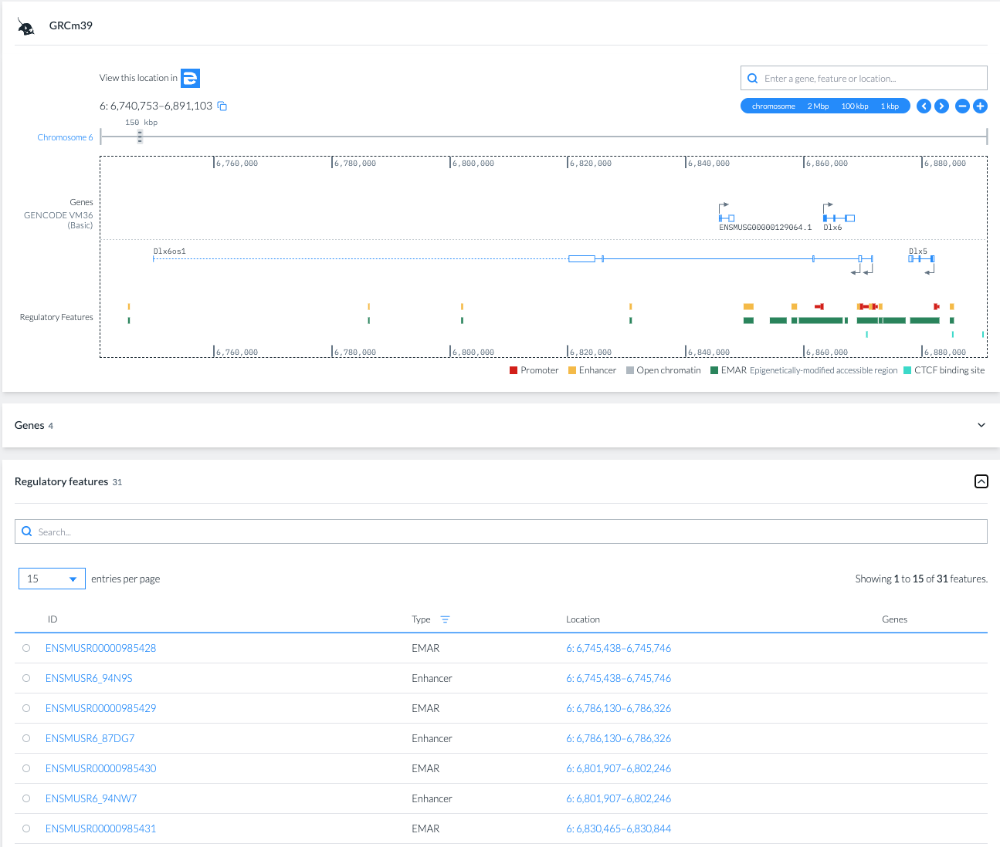 GRCm39
View this location in
Enter a gene, feature or location...
6: 6,740,753–6,891,103
chromosome 2 Mbp 100 kbp 1 kbp
150 kbp
Chromosome 6
6,760,000 6,780,000 6,800,000 6,820,000 6,840,000 6,860,000 6,880,000
Genes
GENCODE VM36
(Basic)
ENSMUSG00000129064.1 Dlx6
Dlx6os1 Dlx5
Regulatory Features
6,760,000 6,780,000 6,800,000 6,820,000 6,840,000 6,860,000 6,880,000
Promoter Enhancer Open chromatin EMAR Epigenetically-modified accessible region CTCF binding site
Genes 4
Regulatory features 31
Search...
15 entries per page Showing 1 to 15 of 31 features.
ID Type Location Genes
ENSMUSR00000985428 EMAR 6: 6,745,438–6,745,746
ENSMUSR6_94N9S Enhancer 6: 6,745,438–6,745,746
ENSMUSR00000985429 EMAR 6: 6,786,130–6,786,326
ENSMUSR6_87DG7 Enhancer 6: 6,786,130–6,786,326
ENSMUSR00000985430 EMAR 6: 6,801,907–6,802,246
ENSMUSR6_94NW7 Enhancer 6: 6,801,907–6,802,246
ENSMUSR00000985431 EMAR 6: 6,830,465–6,830,844